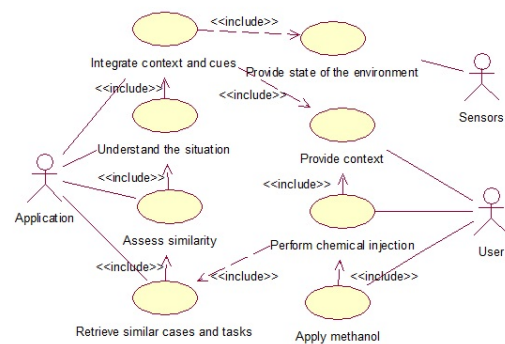 <<include>>
Integrate context and cues
Provide state of the environment
<<include>>
<<include>>
Sensors
Understand the situation
Provide context
Application
<<include>>
<<include>>
Assess similarity
Perform chemical injection
User
<<include>>
<<include>>
<<include>>
Retrieve similar cases and tasks
Apply methanol